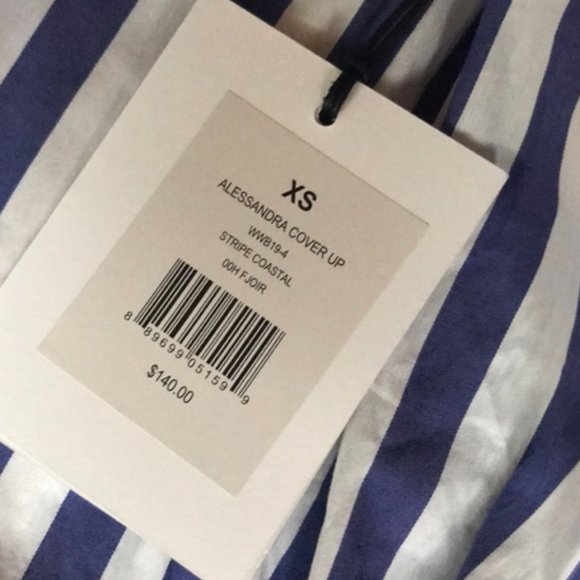 XS
ALESSANDRA COVER UP
WWB19-4
STRIPE COASTAL
00H FJOIR
8 89699 05159 9
$140.00